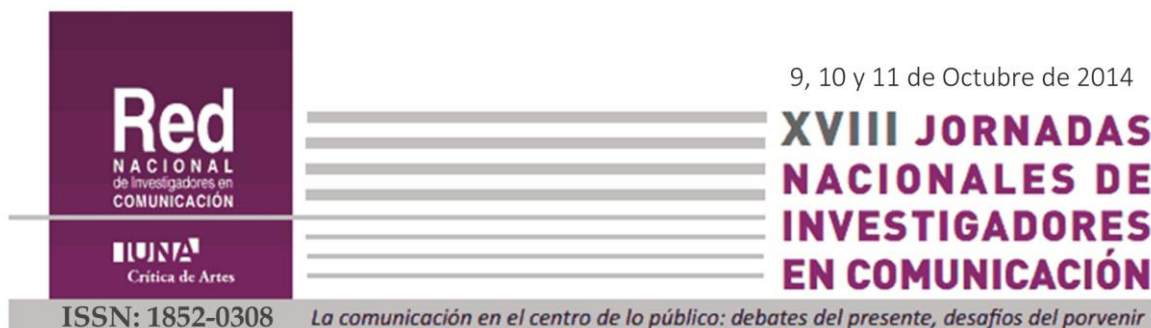 Red
NACIONAL
de Investigadores en
COMUNICACIÓN
IUNA
Crítica de Artes
9, 10 y 11 de Octubre de 2014
XVIII JORNADAS
NACIONALES DE
INVESTIGADORES
EN COMUNICACIÓN
ISSN: 1852-0308
La comunicación en el centro de lo público: debates del presente, desafíos del porvenir